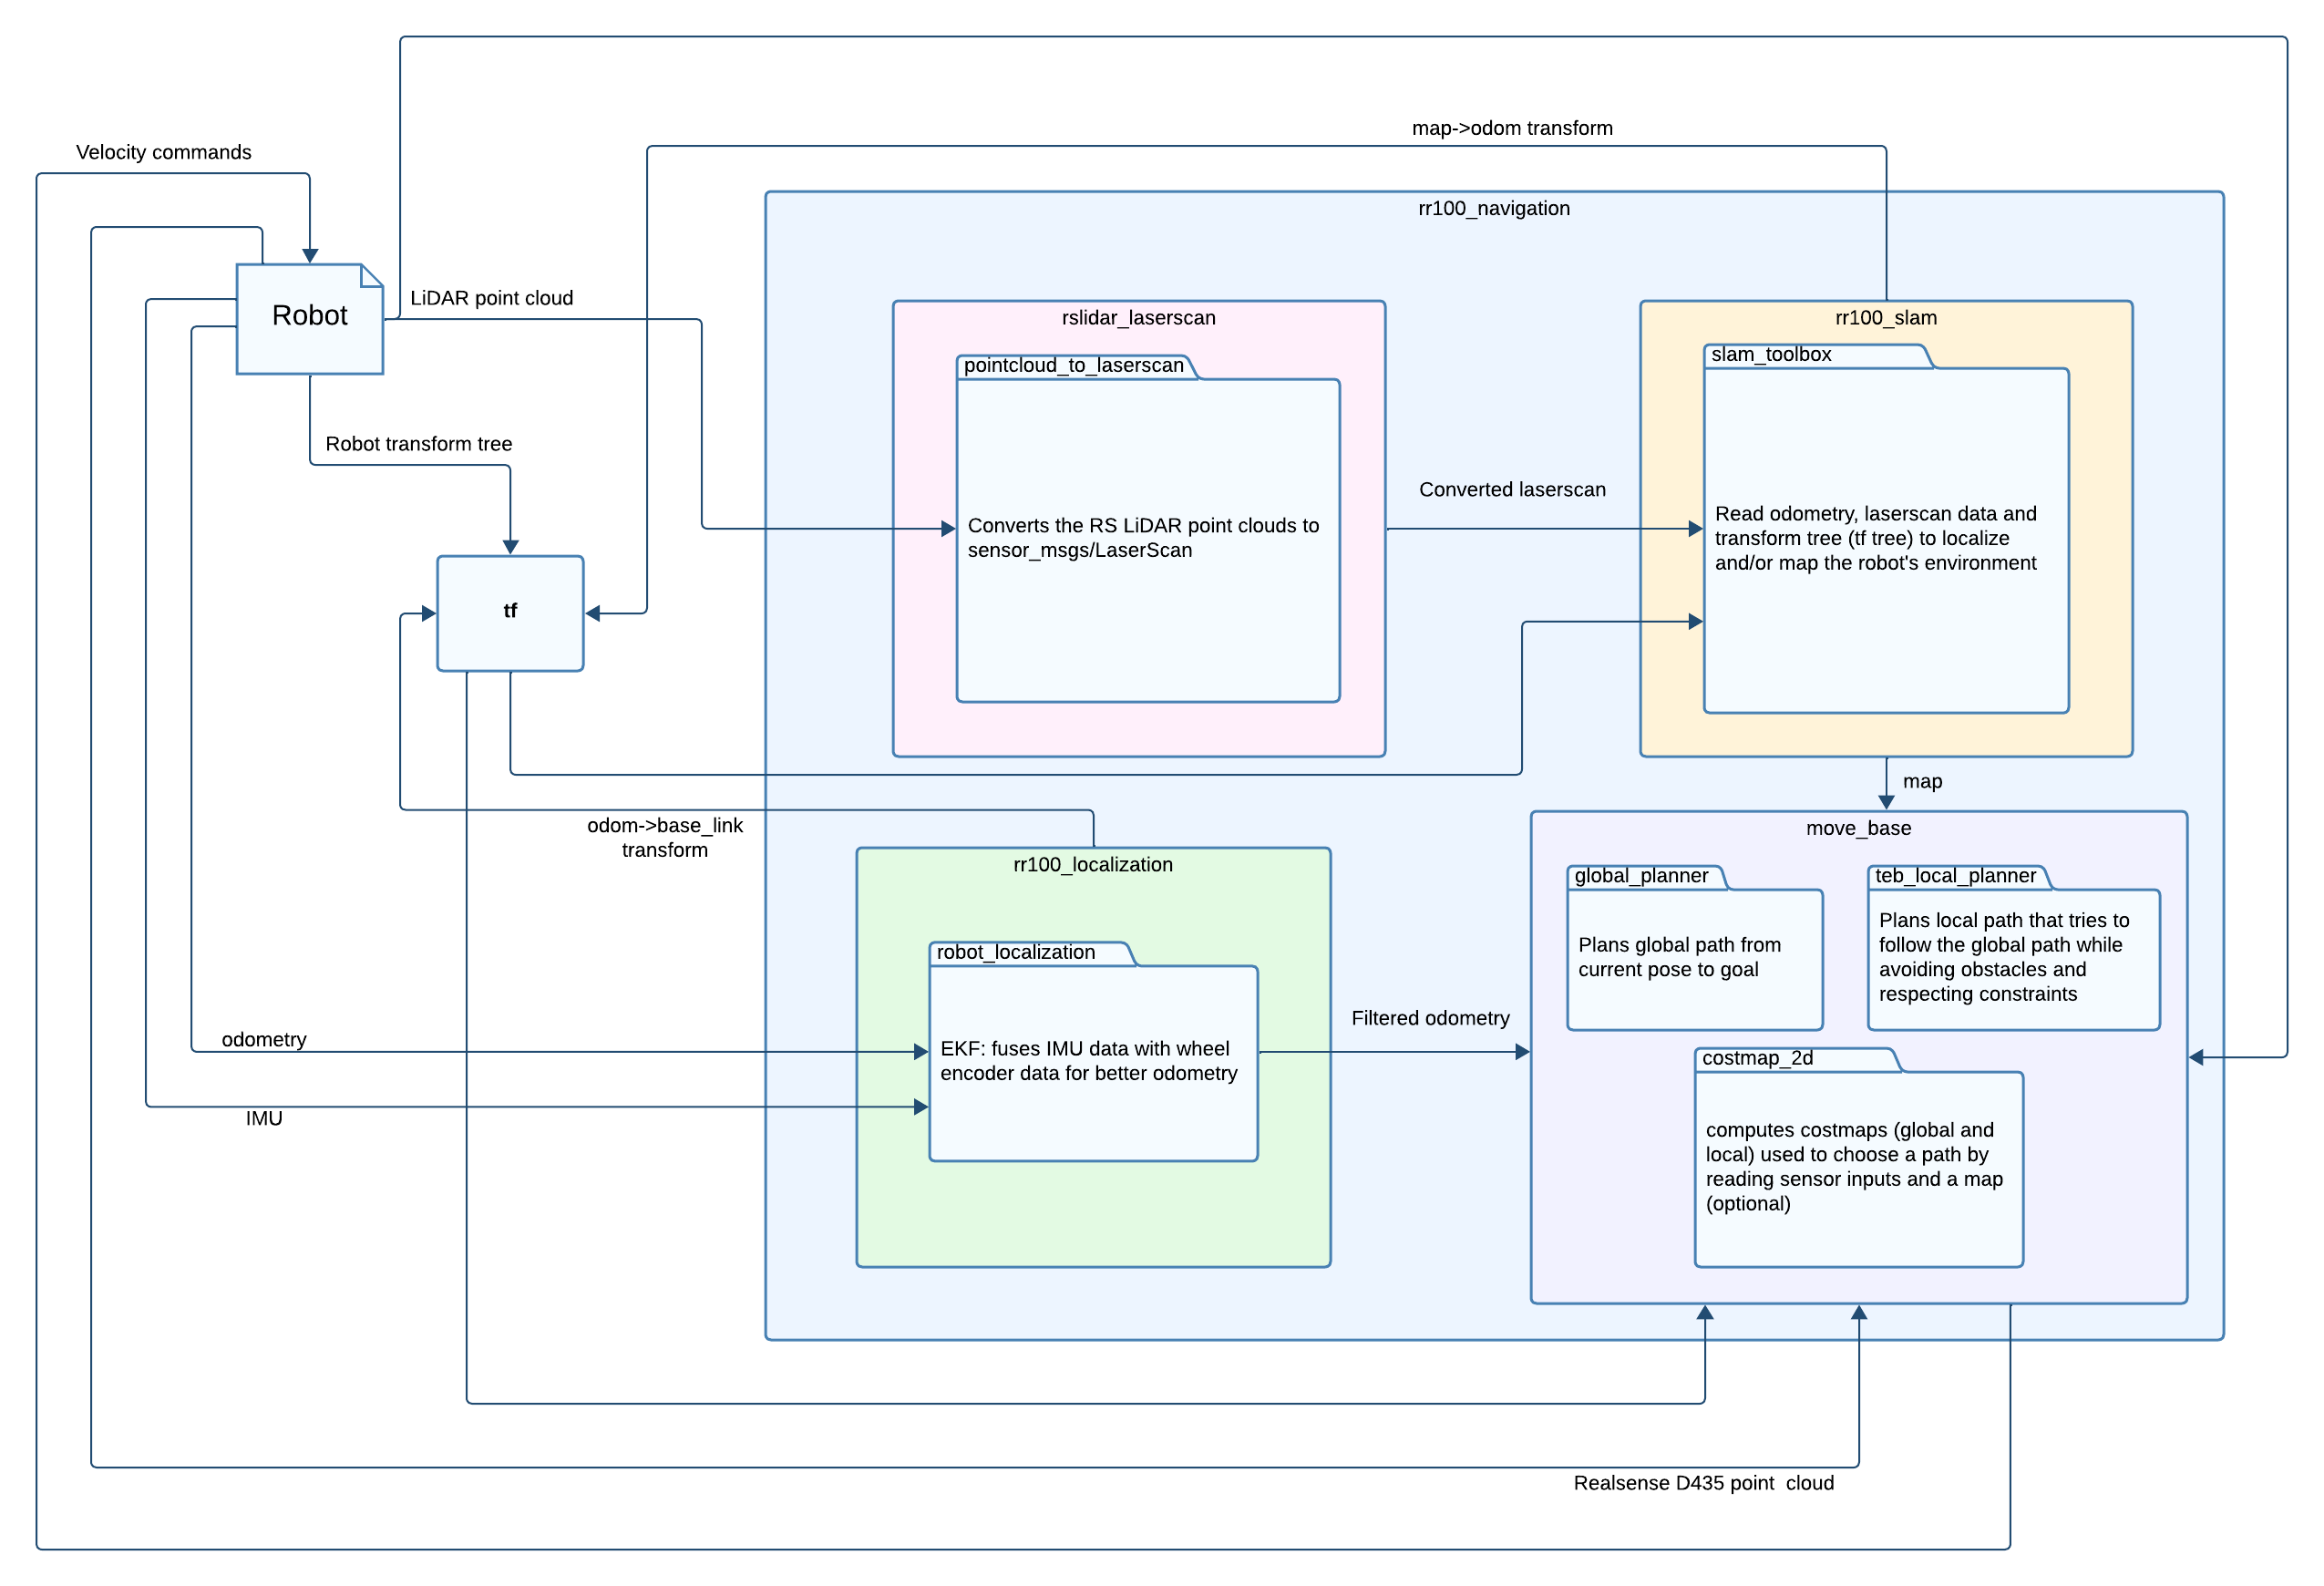 map->odom transform
Velocity commands
rr100_navigation
Robot
LiDAR point cloud
rslidar_laserscan
rr100_slam
pointcloud_to_laserscan
slam_toolbox
Robot transform tree
Converted laserscan
Converts the RS LiDAR point clouds to
sensor_msgs/LaserScan
Read odometry, laserscan data and
transform tree (tf tree) to localize
and/or map the robot's environment
tf
map
odom->base_link
transform
move_base
rr100_localization
global_planner
teb_local_planner
Plans global path from
current pose to goal
Plans local path that tries to
follow the global path while
avoiding obstacles and
respecting constraints
robot_localization
Filtered odometry
odometry
EKF: fuses IMU data with wheel
encoder data for better odometry
costmap_2d
IMU
computes costmaps (global and
local) used to choose a path by
reading sensor inputs and a map
(optional)
Realsense D435 point  cloud